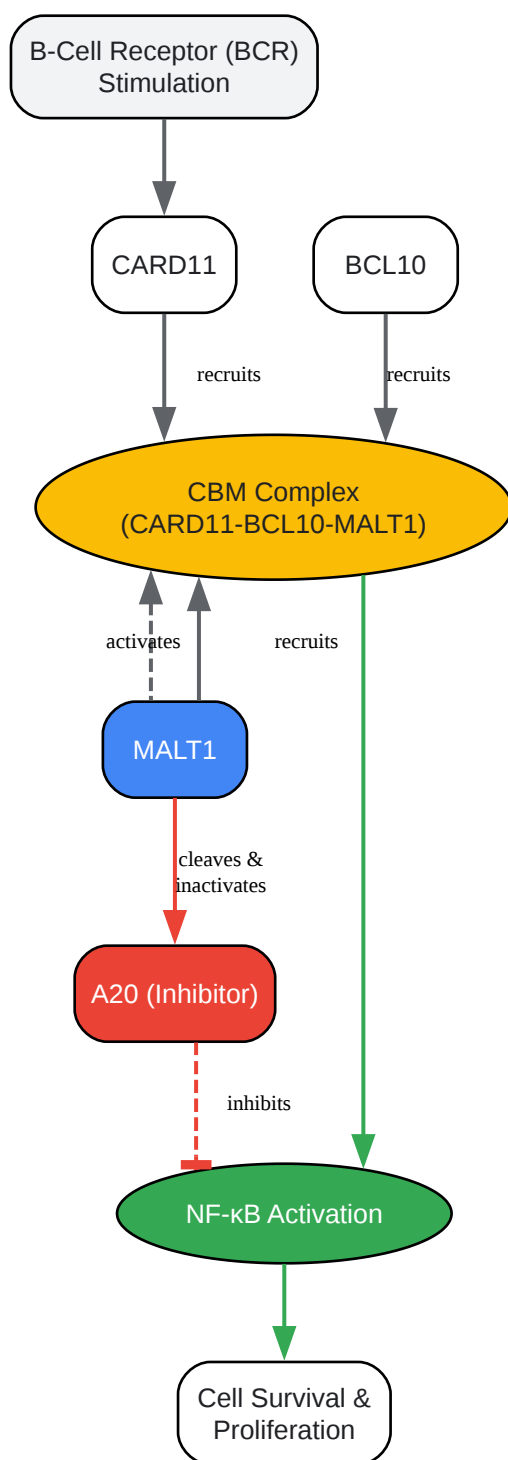 B-Cell Receptor (BCR)
Stimulation
CARD11
BCL10
recruits
recruits
CBM Complex
(CARD11-BCL10-MALT1)
activates
recruits
MALT1
cleaves &
inactivates
A20 (Inhibitor)
inhibits
NF-κB Activation
Cell Survival &
Proliferation